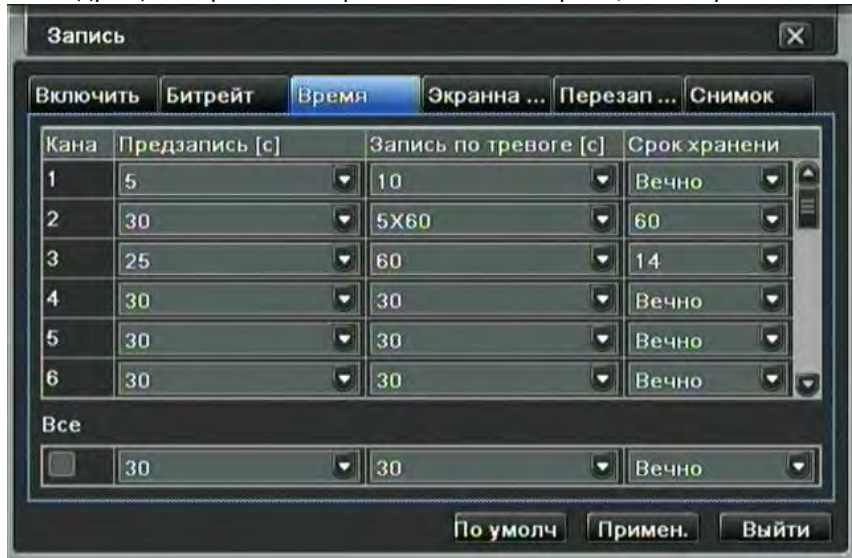 Запись
Включить Битрейт Время Экранна ... Перезап ... Снимок
Кана Предзапись [с] Запись по тревоге [с] Срок хранени
1 5 10 Вечно
2 30 5X60 60
3 25 60 14
4 30 30 Вечно
5 30 30 Вечно
6 30 30 Вечно
Все
30 30 Вечно
По умолч Примен. Выйти